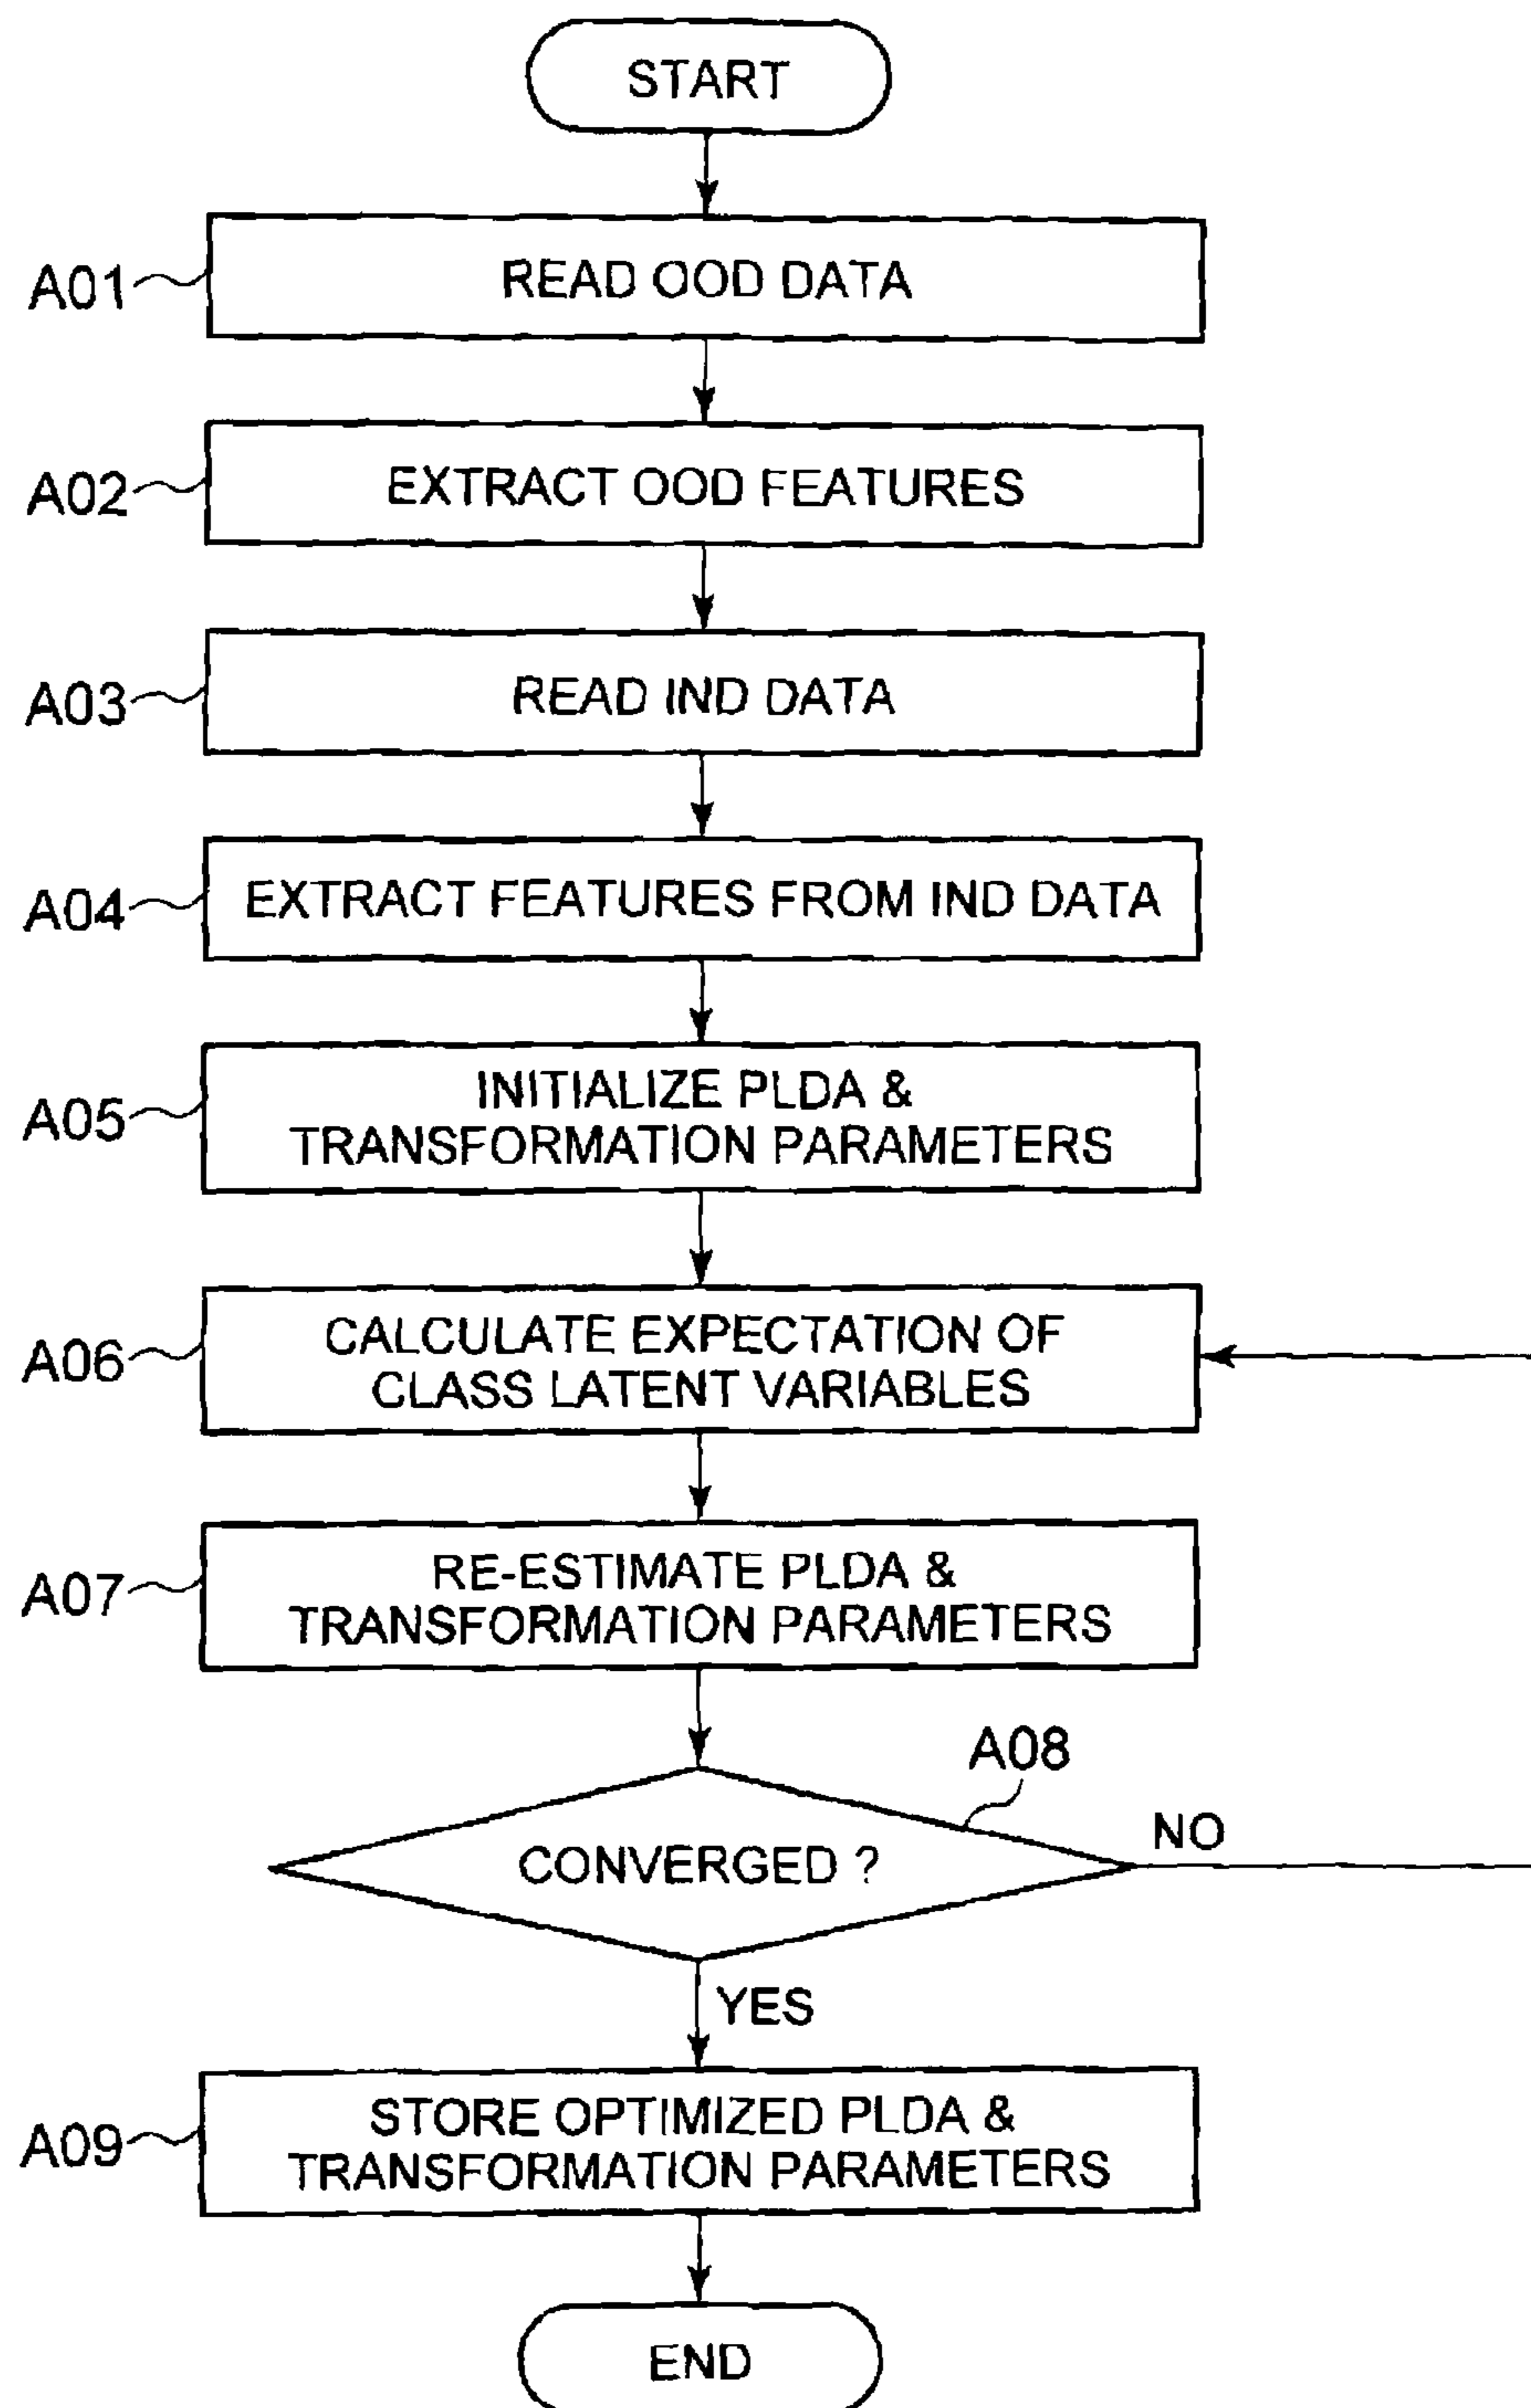 START
A01
READ OOD DATA
A02
EXTRACT OOD FEATURES
A03
READ IND DATA
A04
EXTRACT FEATURES FROM IND DATA
A05
INITIALIZE PLDA &
TRANSFORMATION PARAMETERS
A06
CALCULATE EXPECTATION OF
CLASS LATENT VARIABLES
A07
RE-ESTIMATE PLDA &
TRANSFORMATION PARAMETERS
A08
CONVERGED ?
NO
YES
A09
STORE OPTIMIZED PLDA &
TRANSFORMATION PARAMETERS
END